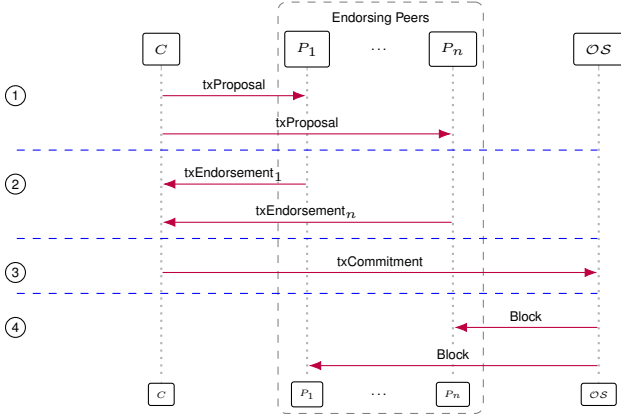 Endorsing Peers
C P₁ ⋯ Pₙ 𝒪𝒮
1
txProposal
txProposal
2
txEndorsement₁
txEndorsementₙ
3
txCommitment
4
Block
Block
C P₁ ⋯ Pₙ 𝒪𝒮